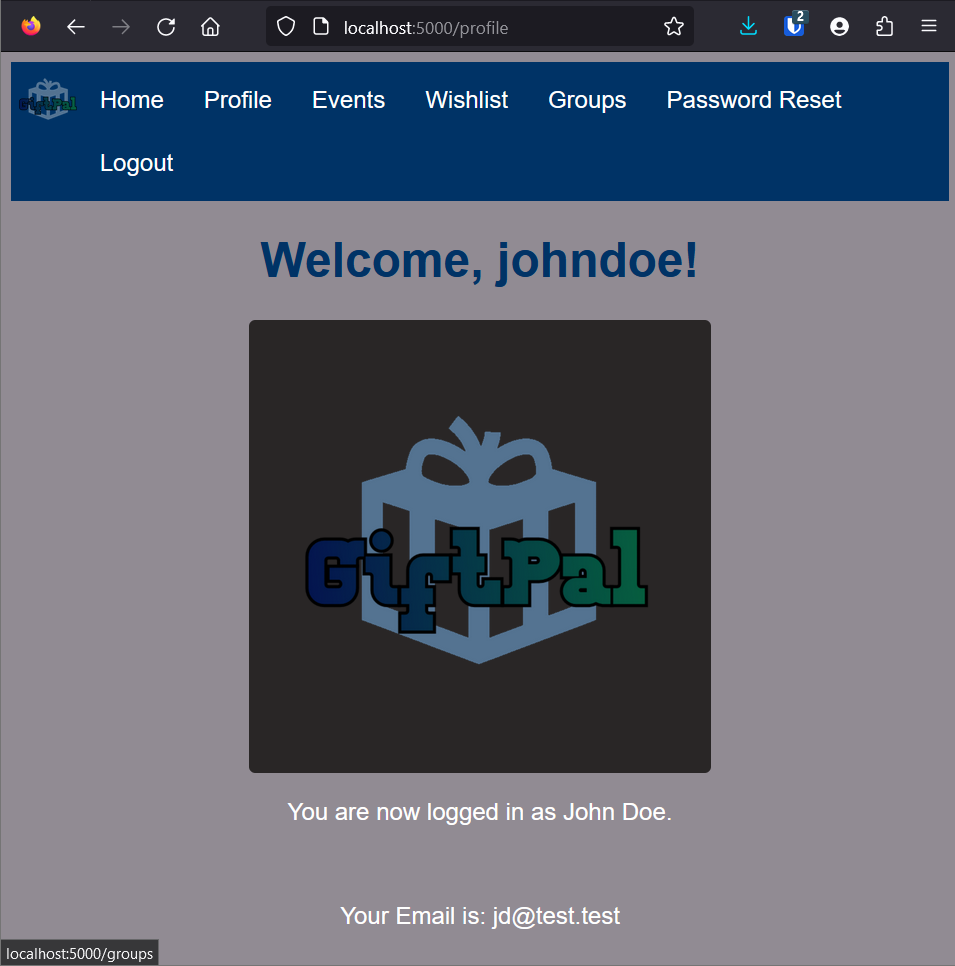 localhost:5000/profile
2
GiftPal
Home Profile Events Wishlist Groups Password Reset
Logout
Welcome, johndoe!
GiftPal
You are now logged in as John Doe.
Your Email is: jd@test.test
localhost:5000/groups